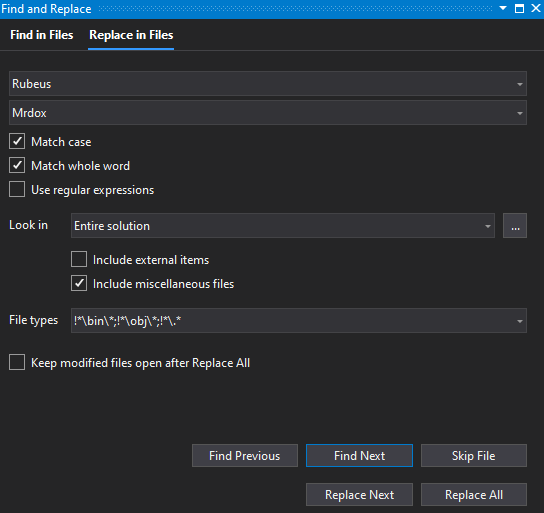 Find and Replace
Find in Files Replace in Files
Rubeus
Mrdox
Match case
Match whole word
Use regular expressions
Look in Entire solution ...
Include external items
Include miscellaneous files
File types !*\bin\*;!*\obj\*;!*\.*
Keep modified files open after Replace All
Find Previous Find Next Skip File
Replace Next Replace All